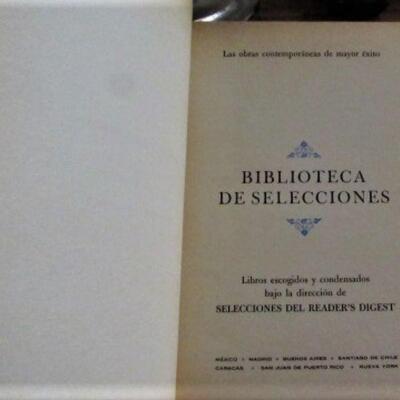 Las obras contemporáneas de mayor éxito
BIBLIOTECA
DE SELECCIONES
Libros escogidos y condensados
bajo la dirección de
SELECCIONES DEL READER'S DIGEST
MÉXICO • MADRID • BUENOS AIRES • SANTIAGO DE CHILE
CARACAS • SAN JUAN DE PUERTO RICO • NUEVA YORK